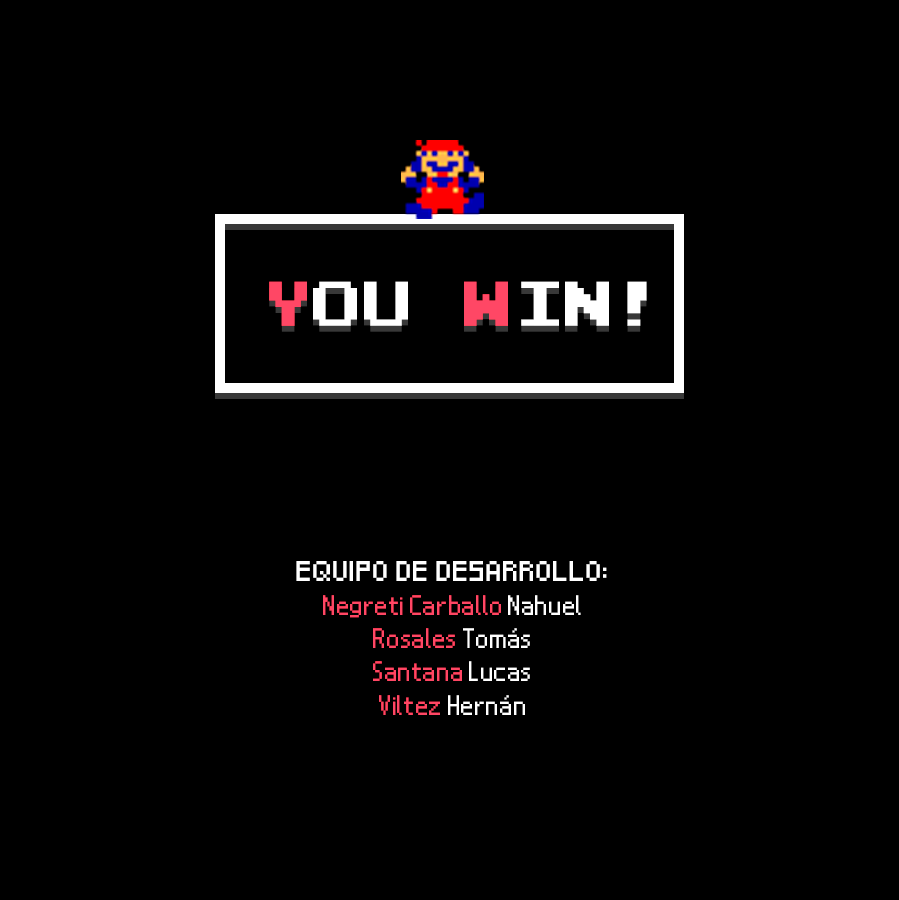 YOU WIN!
EQUIPO DE DESARROLLO:
Negreti Carballo Nahuel
Rosales Tomás
Santana Lucas
Viltez Hernán